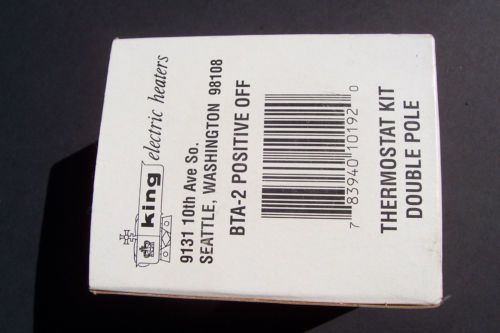 king electric heaters
9131 10th Ave So.
SEATTLE, WASHINGTON 98108
BTA-2 POSITIVE OFF
7 83940 10192 0
THERMOSTAT KIT
DOUBLE POLE